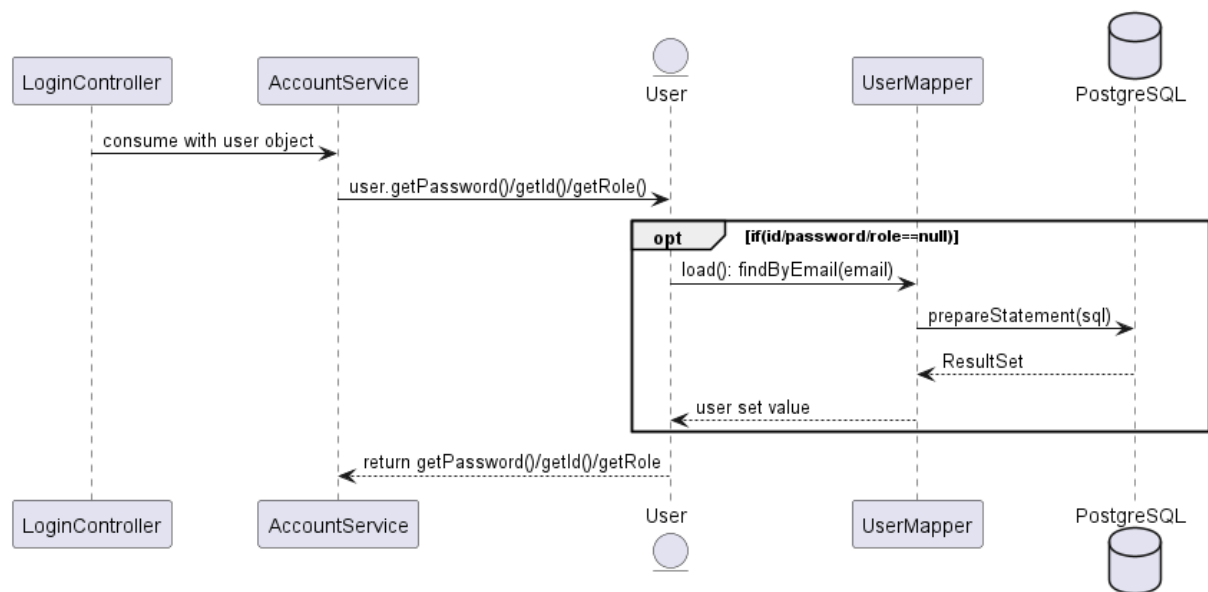 LoginController
AccountService
User
UserMapper
PostgreSQL
consume with user object
user.getPassword()/getId()/getRole()
opt
[if(id/password/role==null)]
load(): findByEmail(email)
prepareStatement(sql)
ResultSet
user set value
return getPassword()/getId()/getRole
LoginController
AccountService
User
UserMapper
PostgreSQL